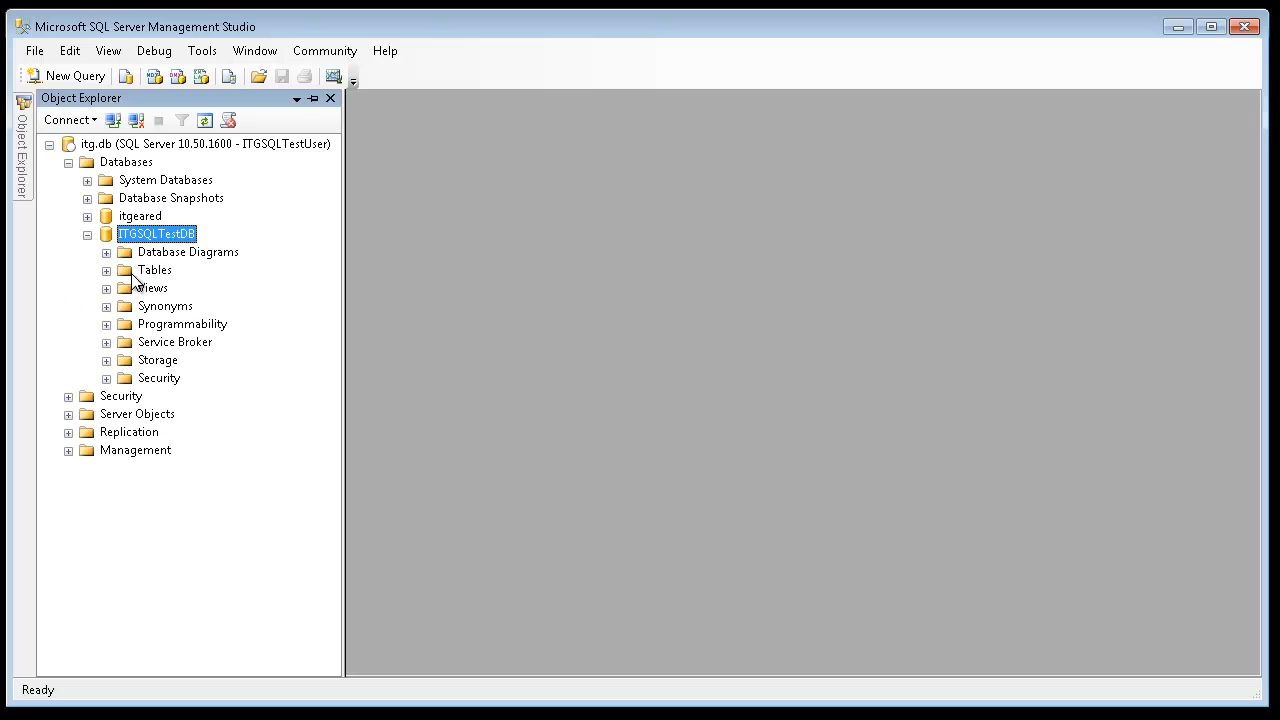 Microsoft SQL Server Management Studio
File Edit View Debug Tools Window Community Help
New Query
Object Explorer
Object Explorer
Connect
itg.db (SQL Server 10.50.1600 - ITGSQLTestUser)
Databases
System Databases
Database Snapshots
itgeared
ITGSQLTestDB
Database Diagrams
Tables
Views
Synonyms
Programmability
Service Broker
Storage
Security
Security
Server Objects
Replication
Management
Ready